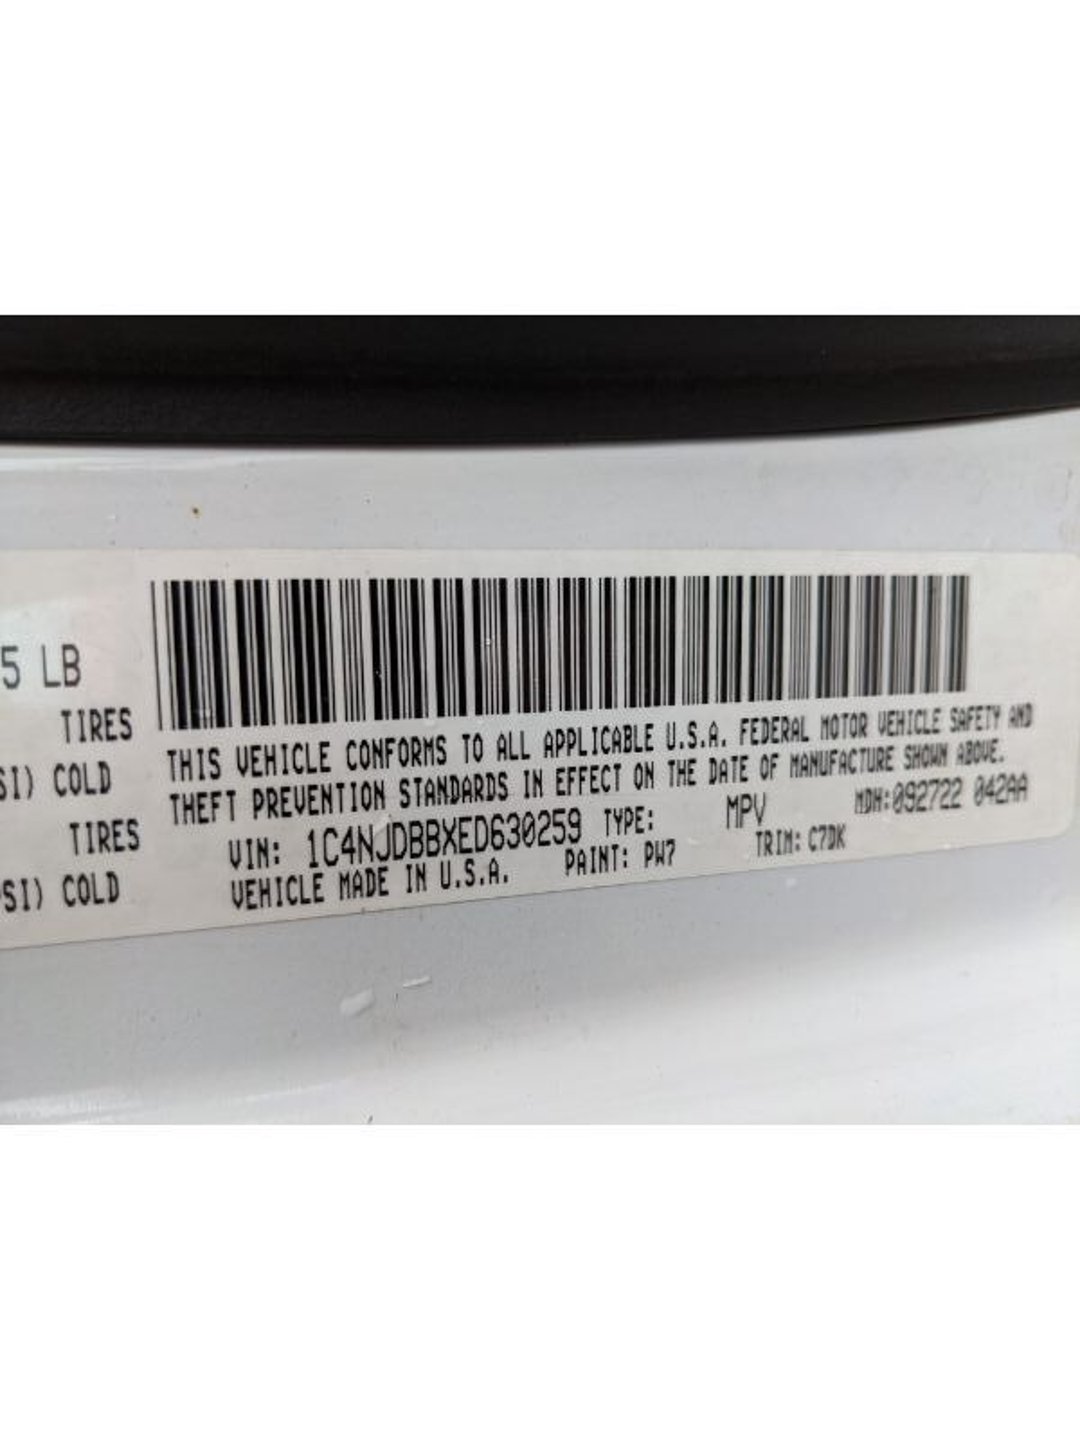 5 LB
TIRES
SI) COLD
TIRES
SI) COLD
THIS VEHICLE CONFORMS TO ALL APPLICABLE U.S.A. FEDERAL MOTOR VEHICLE SAFETY AND
THEFT PREVENTION STANDARDS IN EFFECT ON THE DATE OF MANUFACTURE SHOWN ABOVE.
VIN: 1C4NJDBBXED630259 TYPE: MPV MDH:092722 042AA
VEHICLE MADE IN U.S.A. PAINT: PW7 TRIM: C7DK